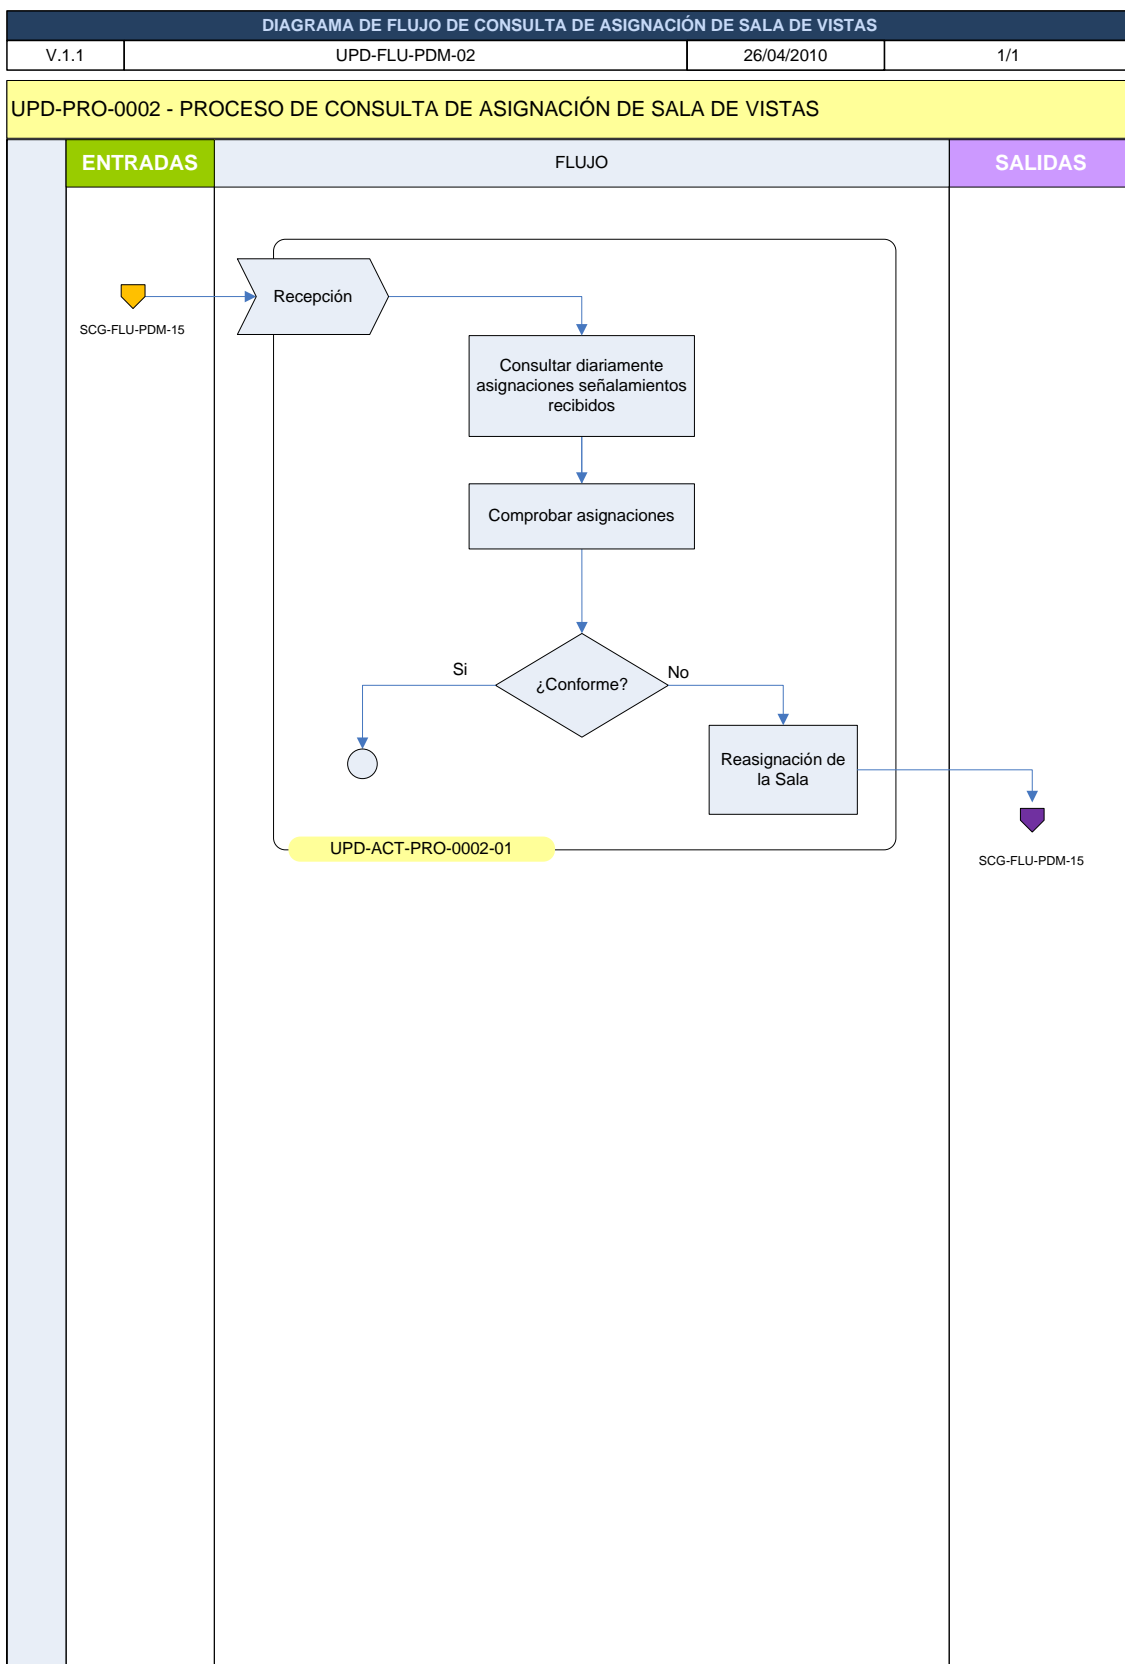 DIAGRAMA DE FLUJO DE CONSULTA DE ASIGNACIÓN DE SALA DE VISTAS
V.1.1 UPD-FLU-PDM-02 26/04/2010 1/1
UPD-PRO-0002 - PROCESO DE CONSULTA DE ASIGNACIÓN DE SALA DE VISTAS
ENTRADAS FLUJO SALIDAS
Recepción
SCG-FLU-PDM-15
Consultar diariamente
asignaciones señalamientos
recibidos
Comprobar asignaciones
Si
¿Conforme?
No
Reasignación de
la Sala
UPD-ACT-PRO-0002-01
SCG-FLU-PDM-15